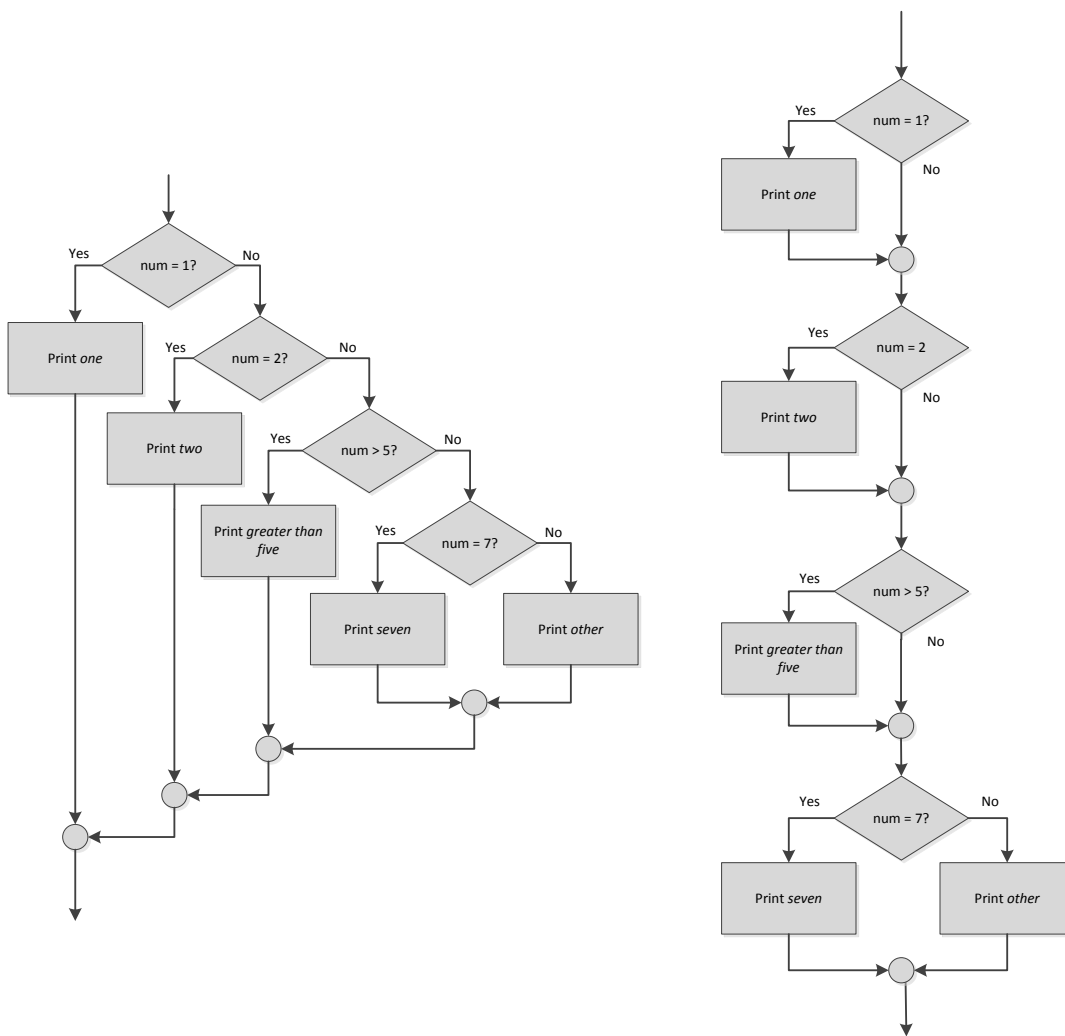 num = 1?
Yes
No
Print one
num = 2?
Yes
No
Print two
num > 5?
Yes
No
Print greater than
five
num = 7?
Yes
No
Print seven
Print other
num = 1?
Yes
No
Print one
num = 2
Yes
No
Print two
num > 5?
Yes
No
Print greater than
five
num = 7?
Yes
No
Print seven
Print other